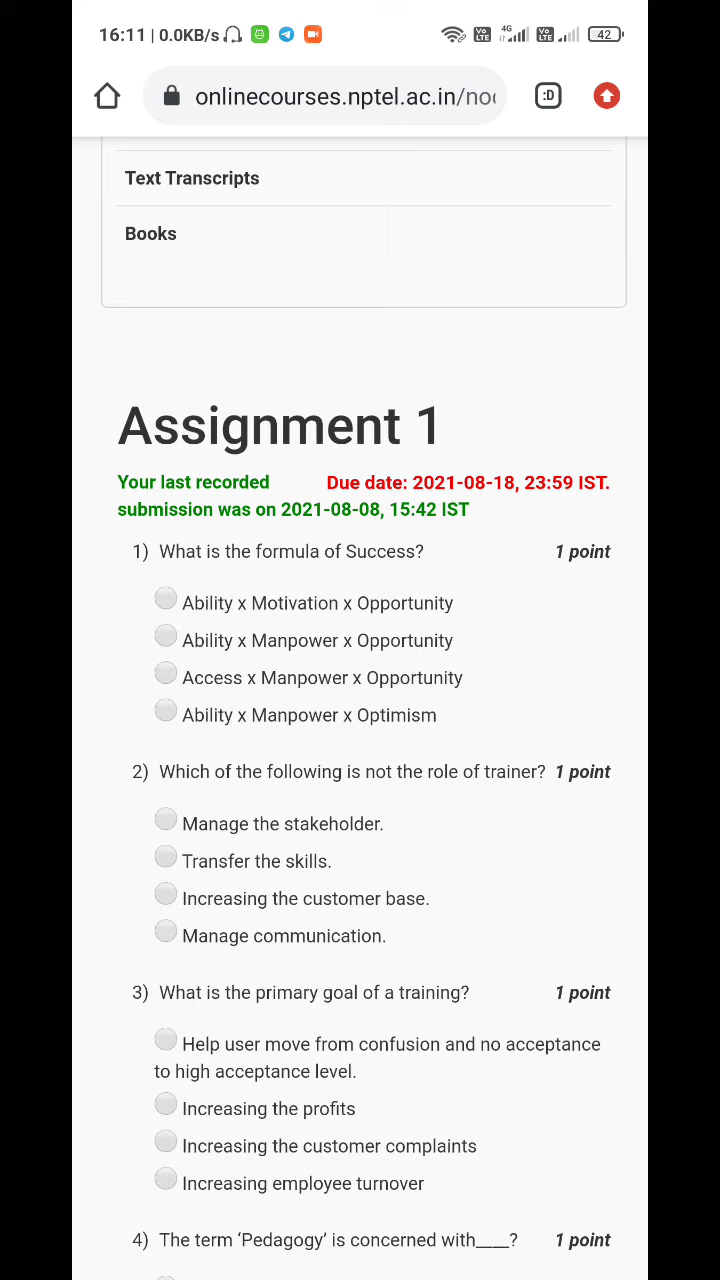 16:11 | 0.0KB/s
4G
Vo
LTE
Vo
LTE
42
onlinecourses.nptel.ac.in/no
:D
Text Transcripts
Books
Assignment 1
Your last recorded Due date: 2021-08-18, 23:59 IST.
submission was on 2021-08-08, 15:42 IST
1) What is the formula of Success? 1 point
Ability x Motivation x Opportunity
Ability x Manpower x Opportunity
Access x Manpower x Opportunity
Ability x Manpower x Optimism
2) Which of the following is not the role of trainer? 1 point
Manage the stakeholder.
Transfer the skills.
Increasing the customer base.
Manage communication.
3) What is the primary goal of a training? 1 point
Help user move from confusion and no acceptance
to high acceptance level.
Increasing the profits
Increasing the customer complaints
Increasing employee turnover
4) The term ‘Pedagogy’ is concerned with____? 1 point